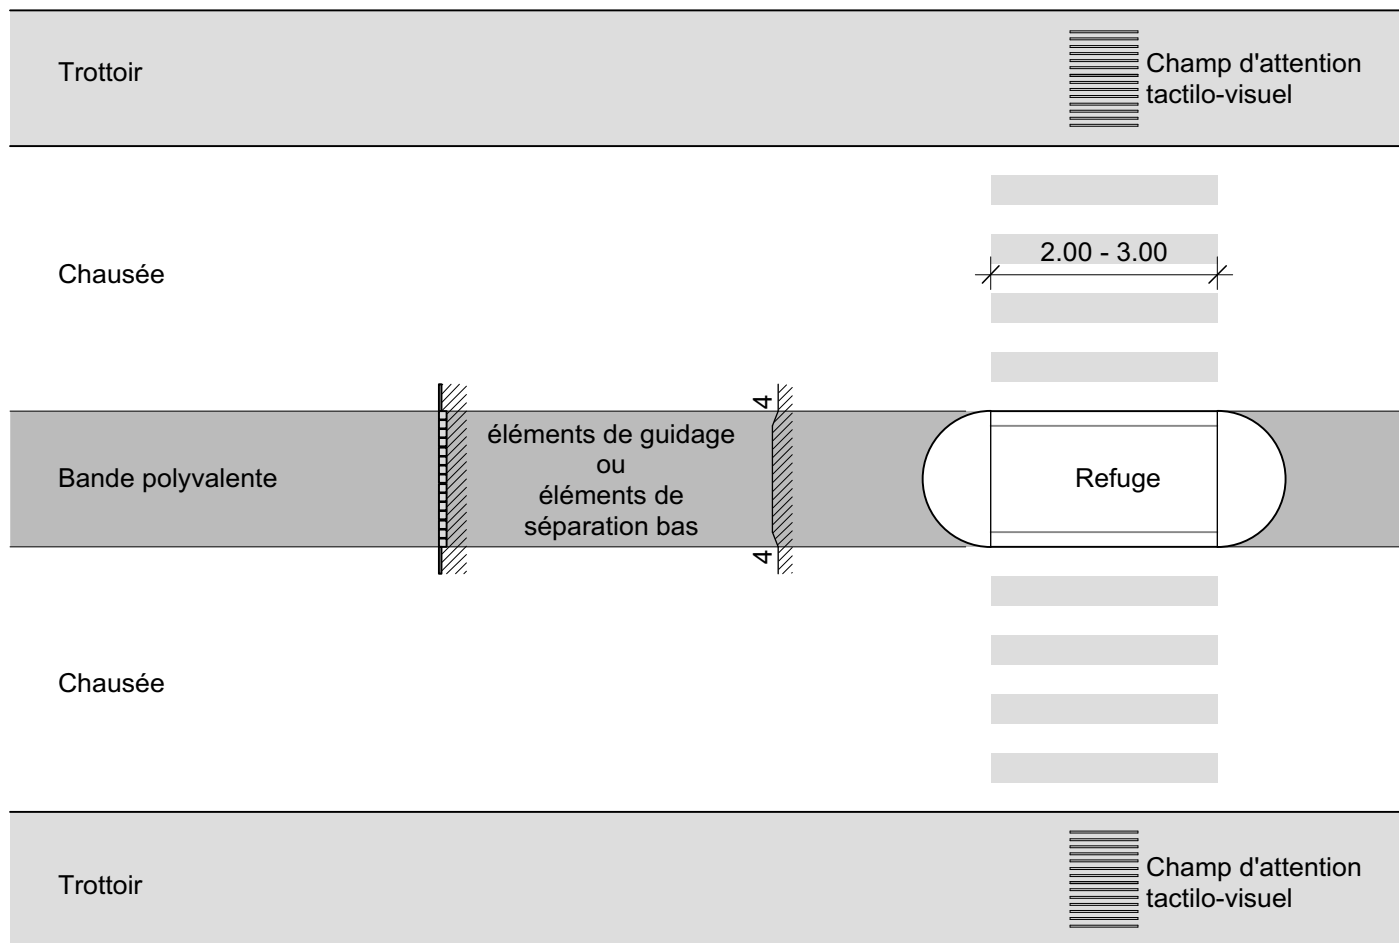 Trottoir
Champ d'attention
tactilo-visuel
Chausée
2.00 - 3.00
4
éléments de guidage
ou
éléments de
séparation bas
Bande polyvalente
Refuge
4
Chausée
Trottoir
Champ d'attention
tactilo-visuel